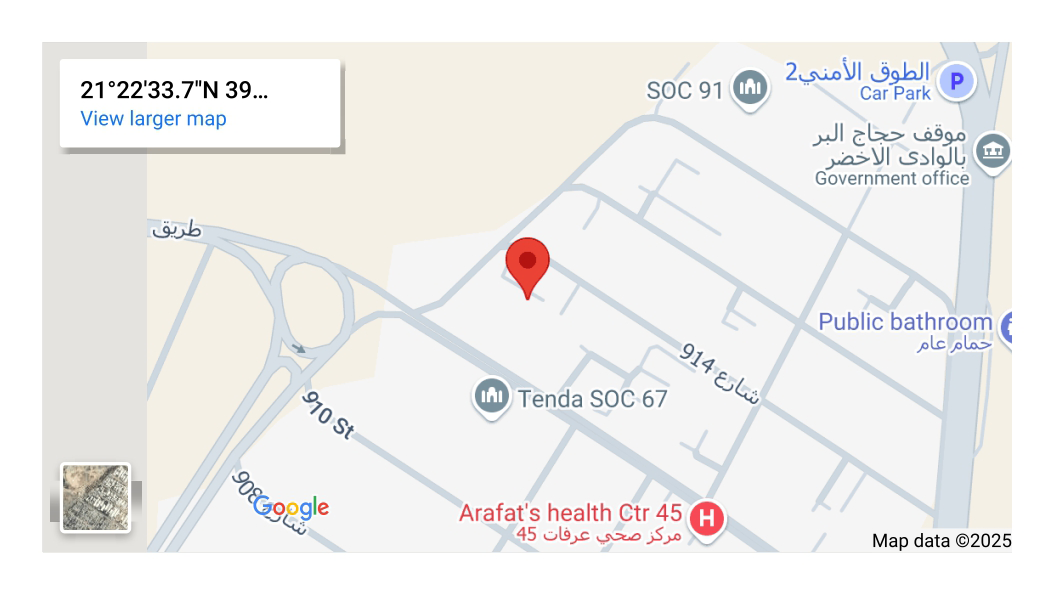 21°22'33.7"N 39...
View larger map
SOC 91
الطوق الأمني2
Car Park
موقف حجاج البر
بالوادى الاخضر
Government office
طريق
Public bathroom
حمام عام
شارع 914
Tenda SOC 67
910 St
شارع 908
Google
Arafat's health Ctr 45
مركز صحي عرفات 45
Map data ©2025